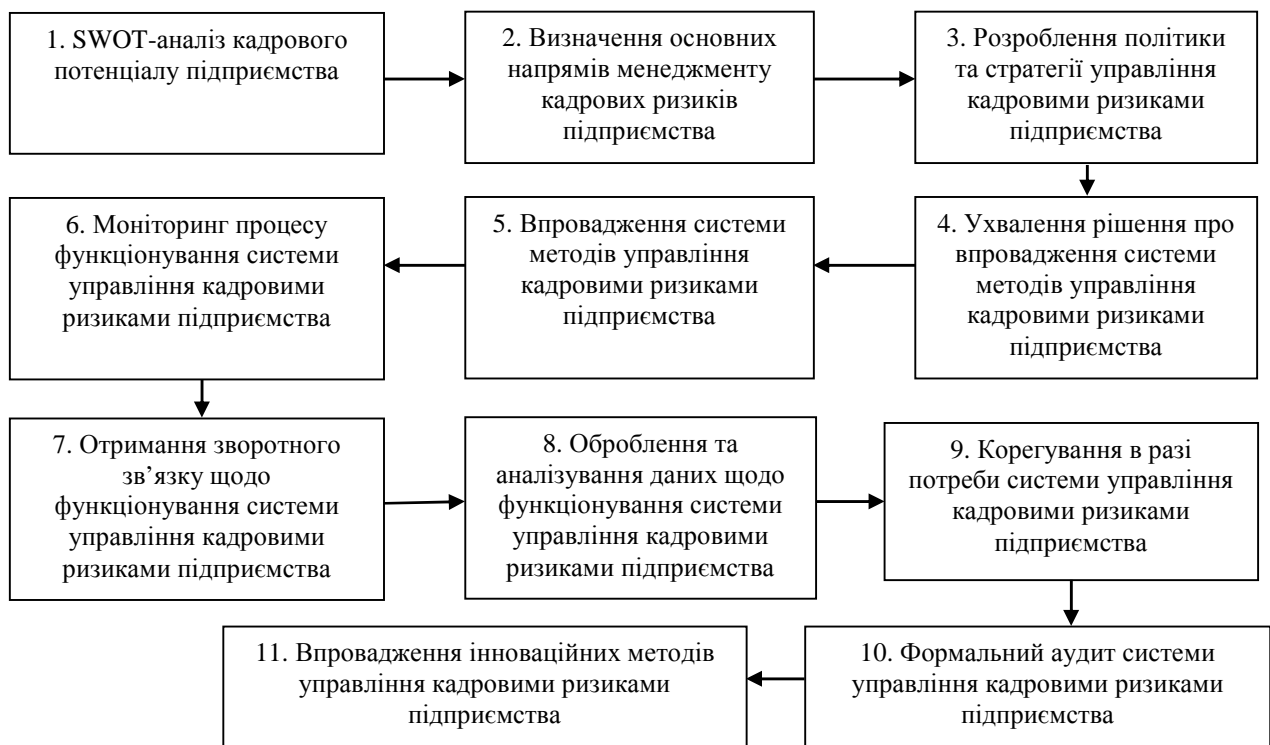 1. SWOT-аналіз кадрового
потенціалу підприємства
2. Визначення основних
напрямів менеджменту
кадрових ризиків
підприємства
3. Розроблення політики
та стратегії управління
кадровими ризиками
підприємства
4. Ухвалення рішення про
впровадження системи
методів управління
кадровими ризиками
підприємства
5. Впровадження системи
методів управління
кадровими ризиками
підприємства
6. Моніторинг процесу
функціонування системи
управління кадровими
ризиками підприємства
7. Отримання зворотного
зв’язку щодо
функціонування системи
управління кадровими
ризиками підприємства
8. Оброблення та
аналізування даних щодо
функціонування системи
управління кадровими
ризиками підприємства
9. Корегування в разі
потреби системи управління
кадровими ризиками
підприємства
10. Формальний аудит системи
управління кадровими ризиками
підприємства
11. Впровадження інноваційних методів
управління кадровими ризиками
підприємства